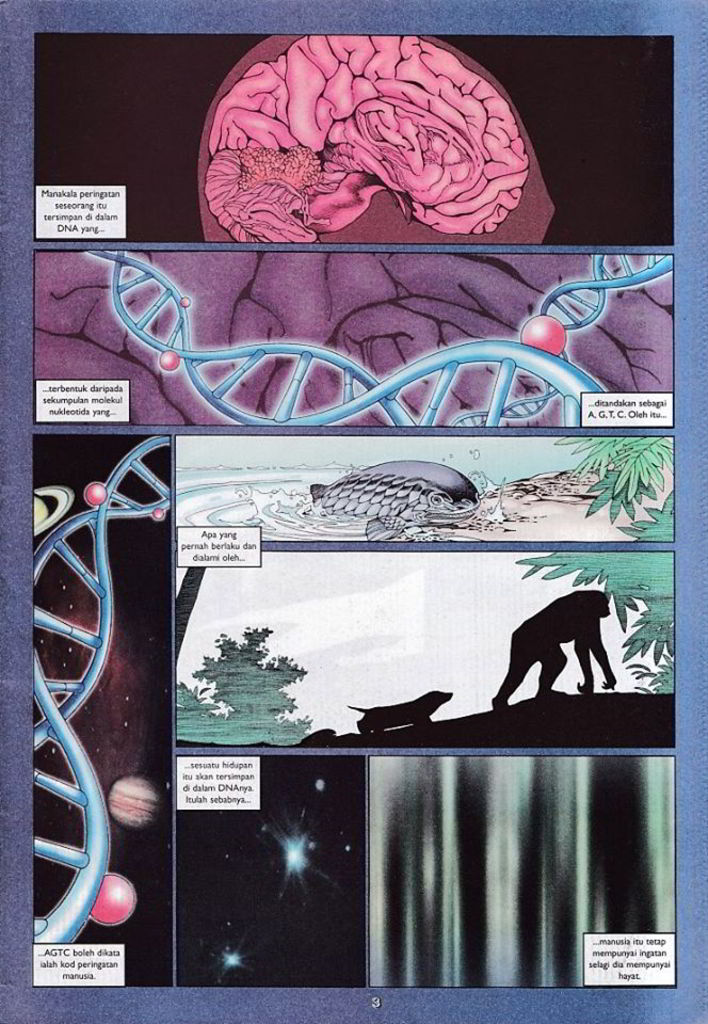 Manakala peringatan
seseorang itu
tersimpan di dalam
DNA yang...
...terbentuk daripada
sekumpulan molekul
nukleotida yang...
...ditandakan sebagai
A, G, T, C. Oleh itu...
...AGTC boleh dikata
ialah kod peringatan
manusia.
Apa yang
pernah berlaku dan
dialami oleh...
...sesuatu hidupan
itu akan tersimpan
di dalam DNAnya.
Itulah sebabnya...
...manusia itu tetap
mempunyai ingatan
selagi dia mempunyai
hayat.
3